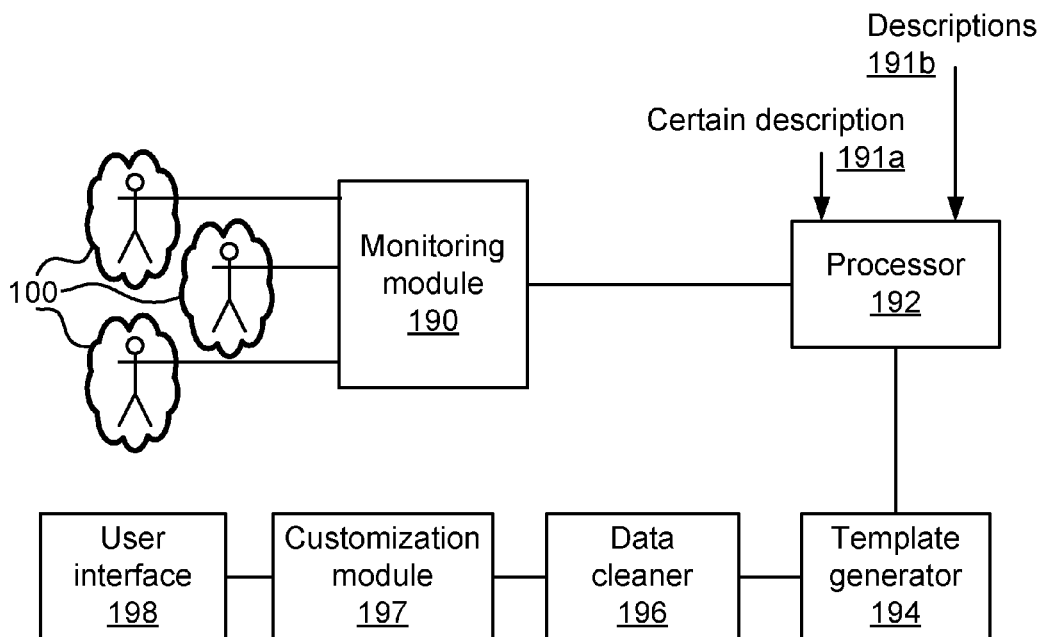 Descriptions
191b
Certain description
191a
Monitoring
module
190
Processor
192
100
User
interface
198
Customization
module
197
Data
cleaner
196
Template
generator
194